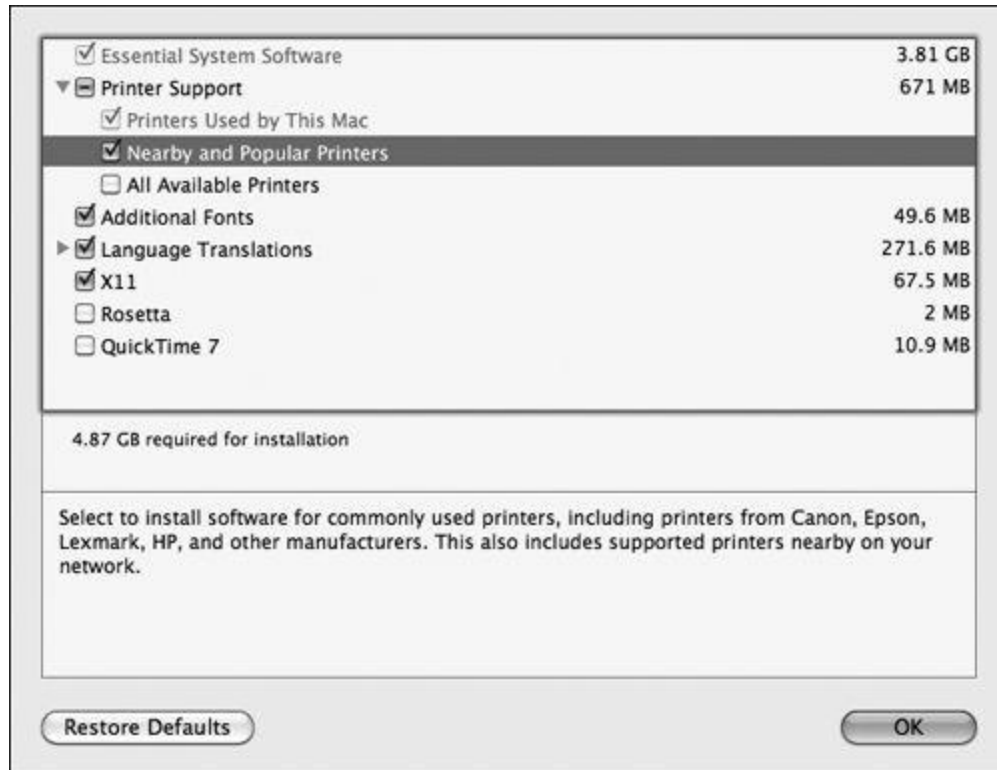 Essential System Software 3.81 GB
Printer Support 671 MB
Printers Used by This Mac
Nearby and Popular Printers
All Available Printers
Additional Fonts 49.6 MB
Language Translations 271.6 MB
X11 67.5 MB
Rosetta 2 MB
QuickTime 7 10.9 MB
4.87 GB required for installation
Select to install software for commonly used printers, including printers from Canon, Epson,
Lexmark, HP, and other manufacturers. This also includes supported printers nearby on your
network.
Restore Defaults OK